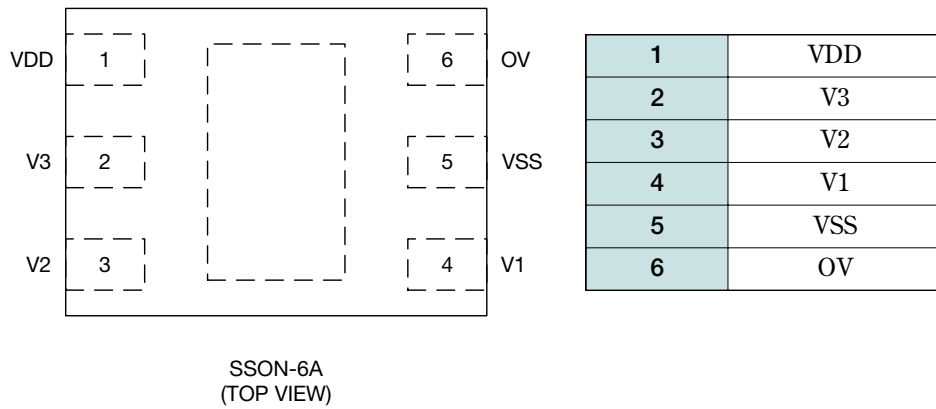 VDD 1 6 OV
V3 2 5 VSS
V2 3 4 V1
SSON-6A
(TOP VIEW)
1 VDD
2 V3
3 V2
4 V1
5 VSS
6 OV